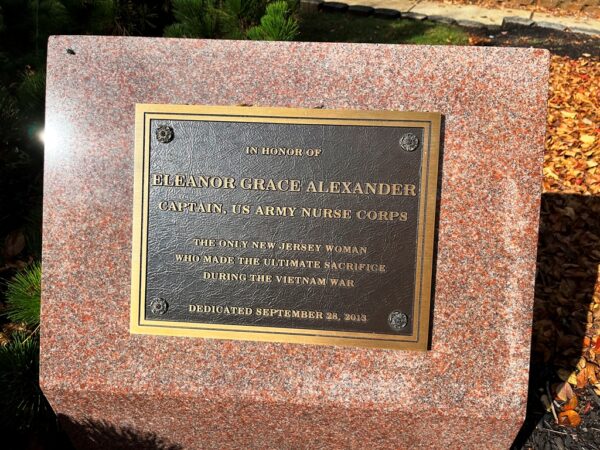 IN HONOR OF
ELEANOR GRACE ALEXANDER
CAPTAIN, US ARMY NURSE CORPS
THE ONLY NEW JERSEY WOMAN
WHO MADE THE ULTIMATE SACRIFICE
DURING THE VIETNAM WAR
DEDICATED SEPTEMBER 28, 2013